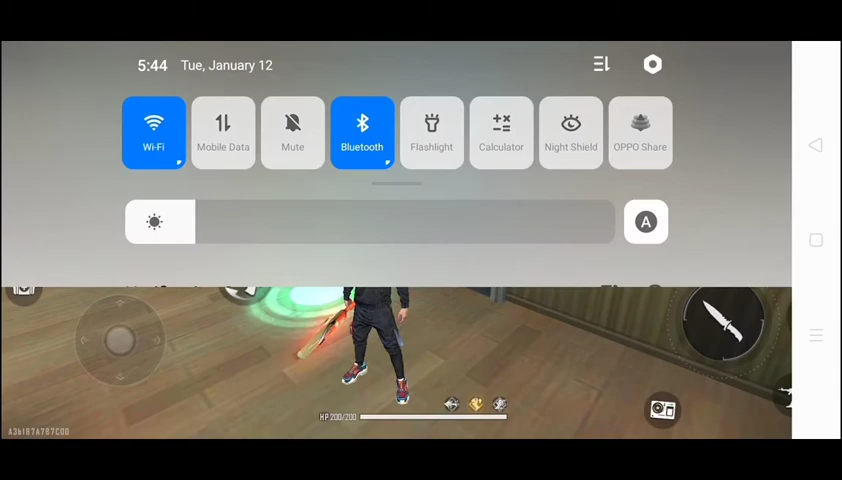 5:44 Tue, January 12
Wi-Fi
Mobile Data
Mute
Bluetooth
Flashlight
Calculator
Night Shield
OPPO Share
A
HP 200/200